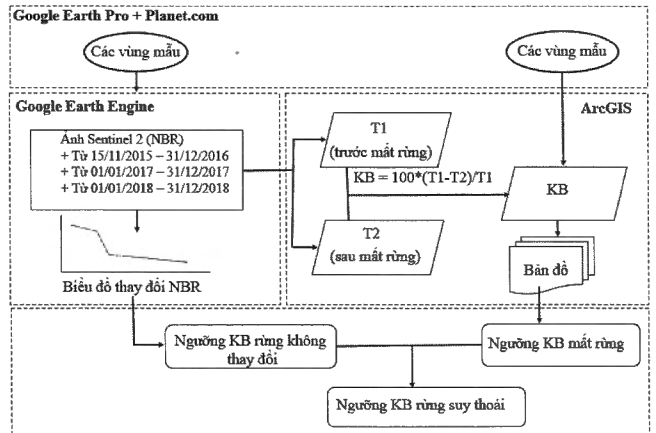 Google Earth Pro + Planet.com
Các vùng mẫu
Các vùng mẫu
Google Earth Engine
ArcGIS
Ảnh Sentinel 2 (NBR)
+ Từ 15/11/2015 – 31/12/2016
+ Từ 01/01/2017 – 31/12/2017
+ Từ 01/01/2018 – 31/12/2018
T1
(trước mất rừng)
KB = 100*(T1-T2)/T1
KB
T2
(sau mất rừng)
Bản đồ
Biểu đồ thay đổi NBR
Ngưỡng KB rừng không
thay đổi
Ngưỡng KB mất rừng
Ngưỡng KB rừng suy thoái